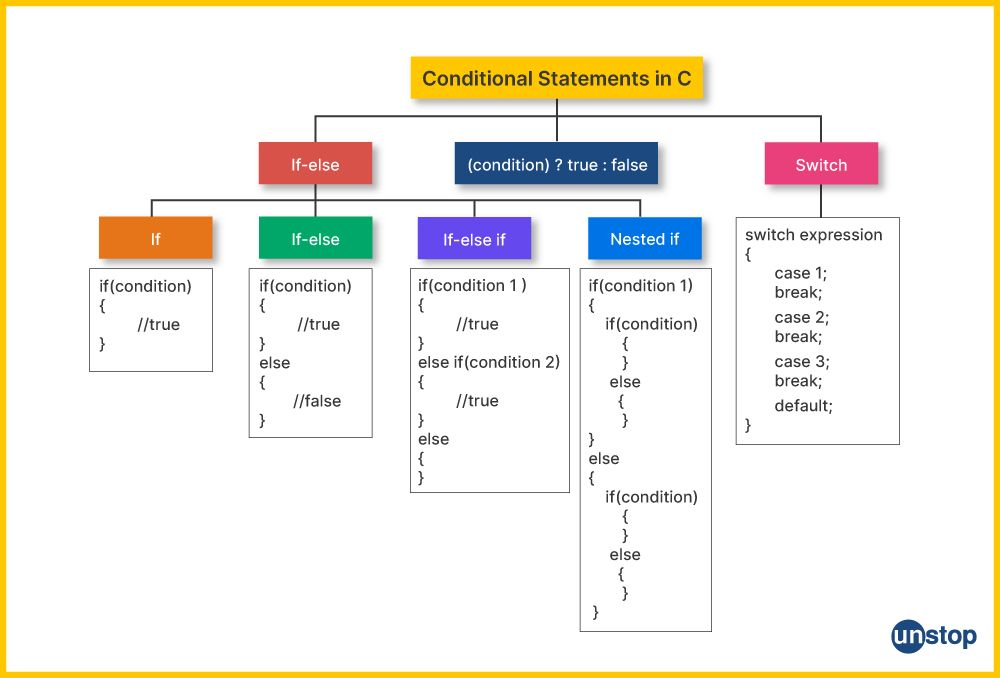 Conditional Statements in C
If-else
(condition) ? true : false
Switch
If
If-else
If-else if
Nested if
if(condition)
{
//true
}
if(condition)
{
//true
}
else
{
//false
}
if(condition 1 )
{
//true
}
else if(condition 2)
{
//true
}
else
{
}
if(condition 1)
{
if(condition)
{
}
else
{
}
}
else
{
if(condition)
{
}
else
{
}
}
switch expression
{
case 1;
break;
case 2;
break;
case 3;
break;
default;
}
unstop